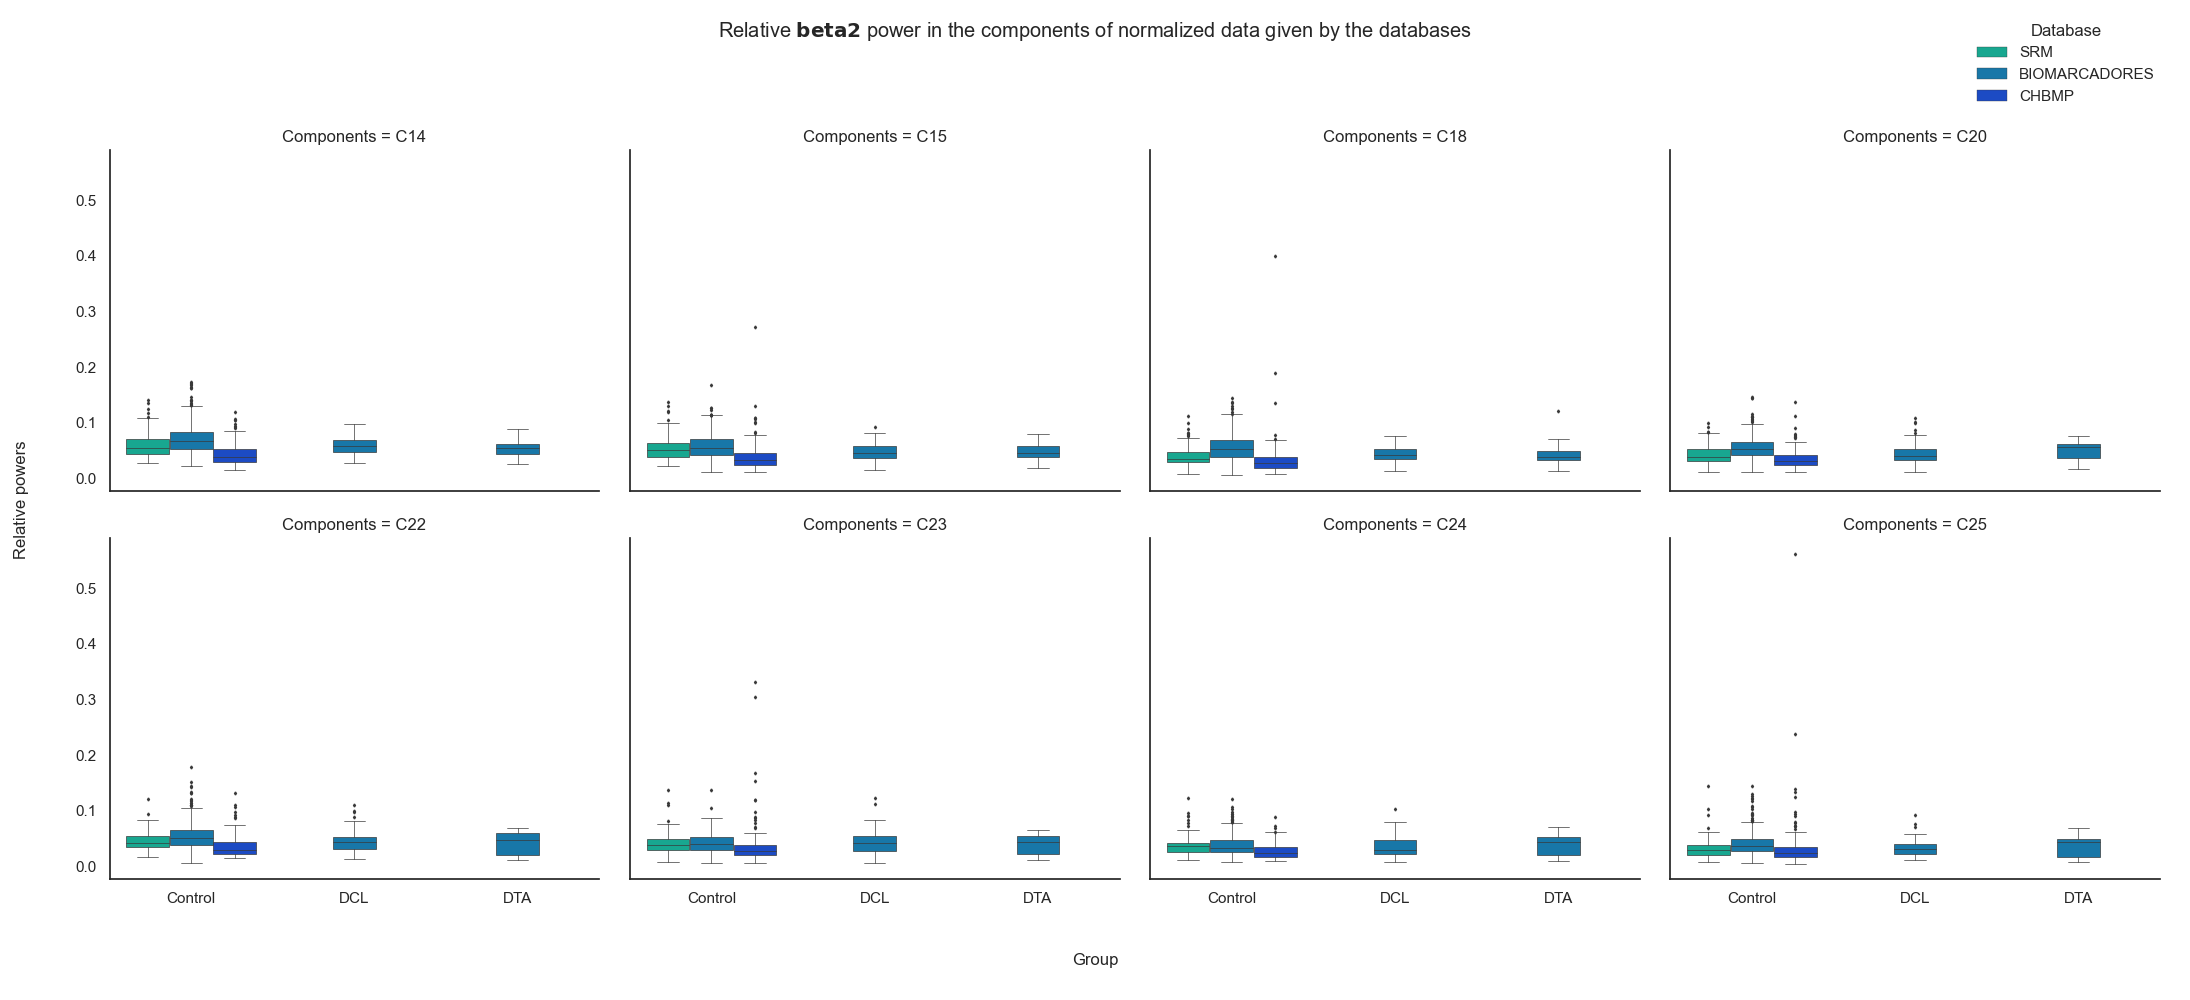 Relative beta2 power in the components of normalized data given by the databases
Database
SRM
BIOMARCADORES
CHBMP
Components = C14
Components = C15
Components = C18
Components = C20
0.5
0.4
0.3
0.2
0.1
0.0
Relative powers
Components = C22
Components = C23
Components = C24
Components = C25
0.5
0.4
0.3
0.2
0.1
0.0
Control DCL DTA
Control DCL DTA
Control DCL DTA
Control DCL DTA
Group